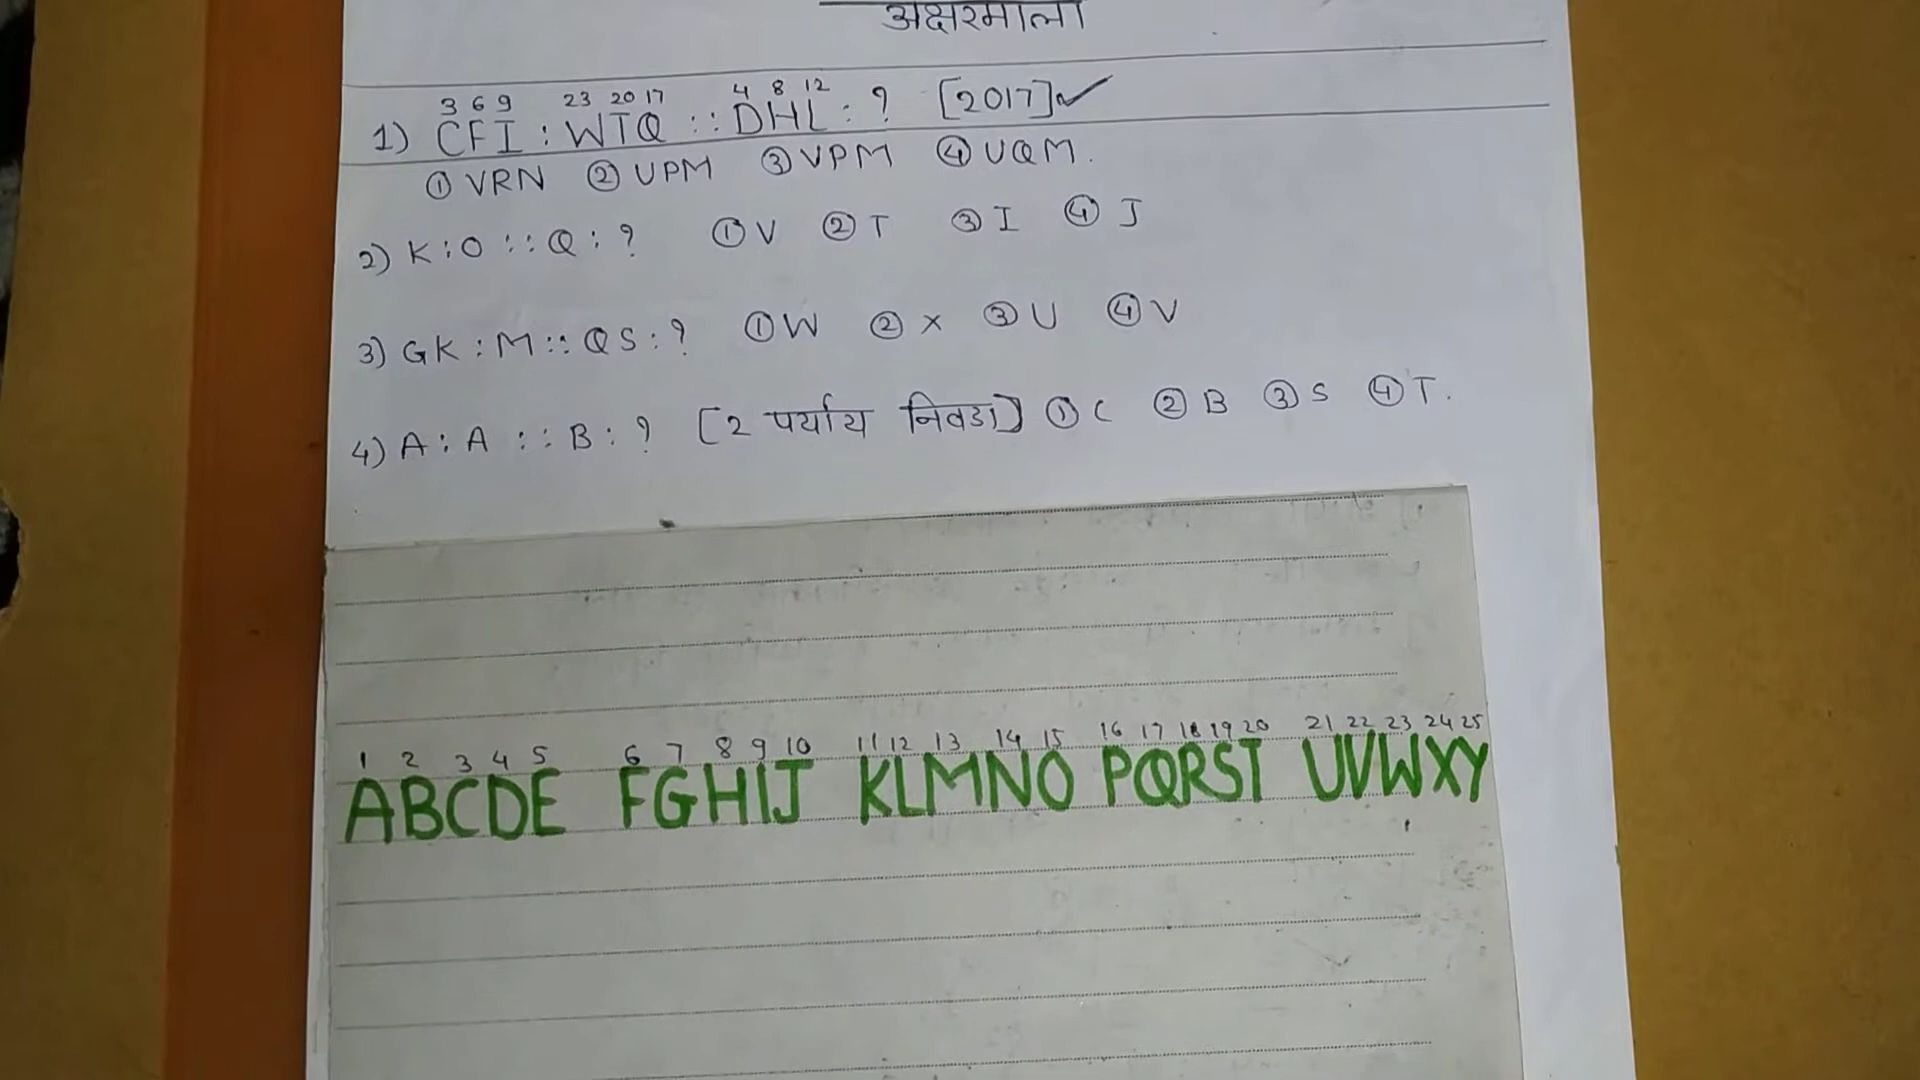 अक्षरमाला
3 6 9 23 20 17 4 8 12
1) CFI : WTQ :: DHL : ? [2017] ✓
① VRN ② UPM ③ VPM ④ UQM.
2) K : O :: Q : ? ① V ② T ③ I ④ J
3) GK : M :: QS : ? ① W ② X ③ U ④ V
4) A : A :: B : ? [2 पर्याय निवडा] ① C ② B ③ S ④ T.
1 2 3 4 5 6 7 8 9 10 11 12 13 14 15 16 17 18 19 20 21 22 23 24 25
ABCDE FGHIJ KLMNO PQRST UVWXY